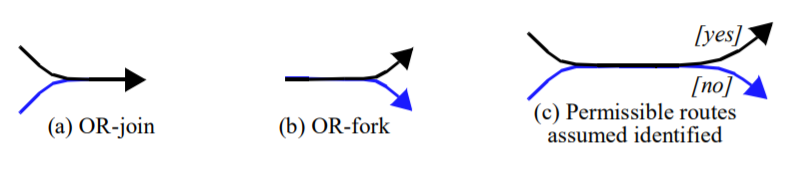 [yes]
[no]
(a) OR-join
(b) OR-fork
(c) Permissible routes
assumed identified